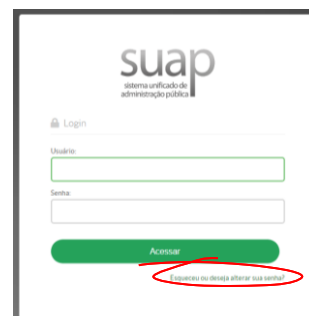 suap
sistema unificado de
administração pública
Login
Usuário:
Senha:
Acessar
Esqueceu ou deseja alterar sua senha?